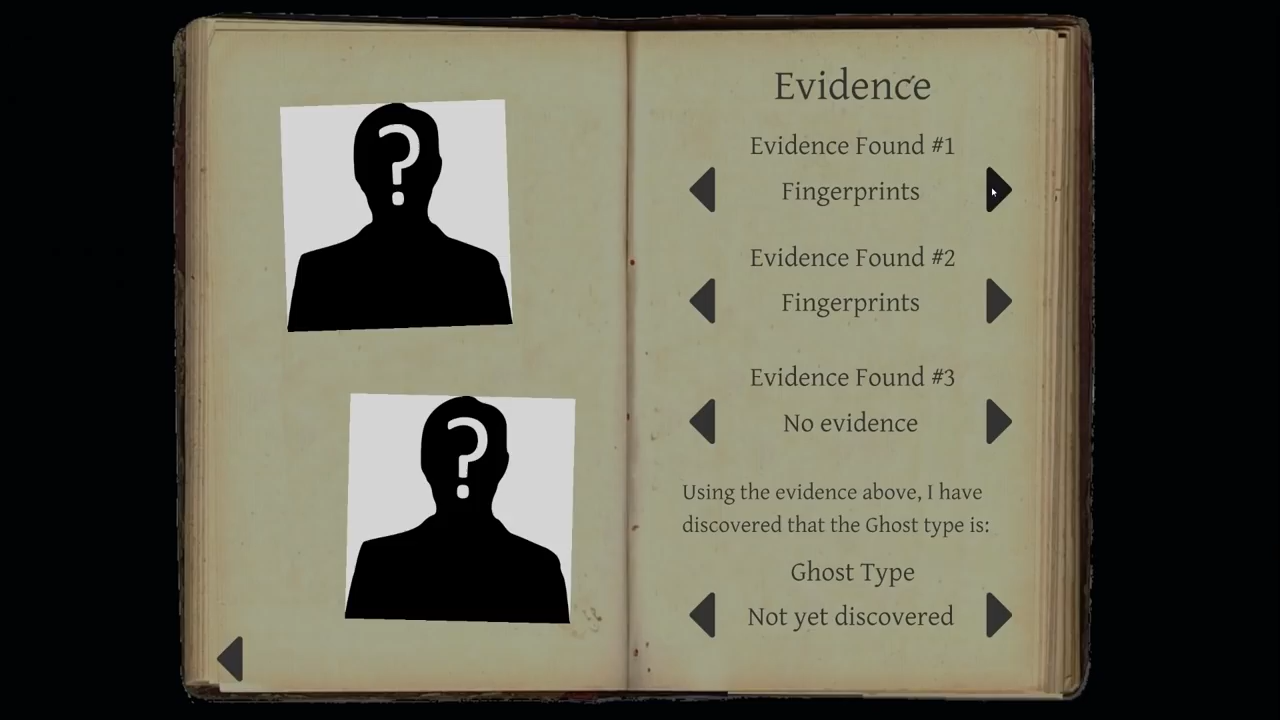 ?
?
Evidence
Evidence Found #1
Fingerprints
Evidence Found #2
Fingerprints
Evidence Found #3
No evidence
Using the evidence above, I have
discovered that the Ghost type is:
Ghost Type
Not yet discovered